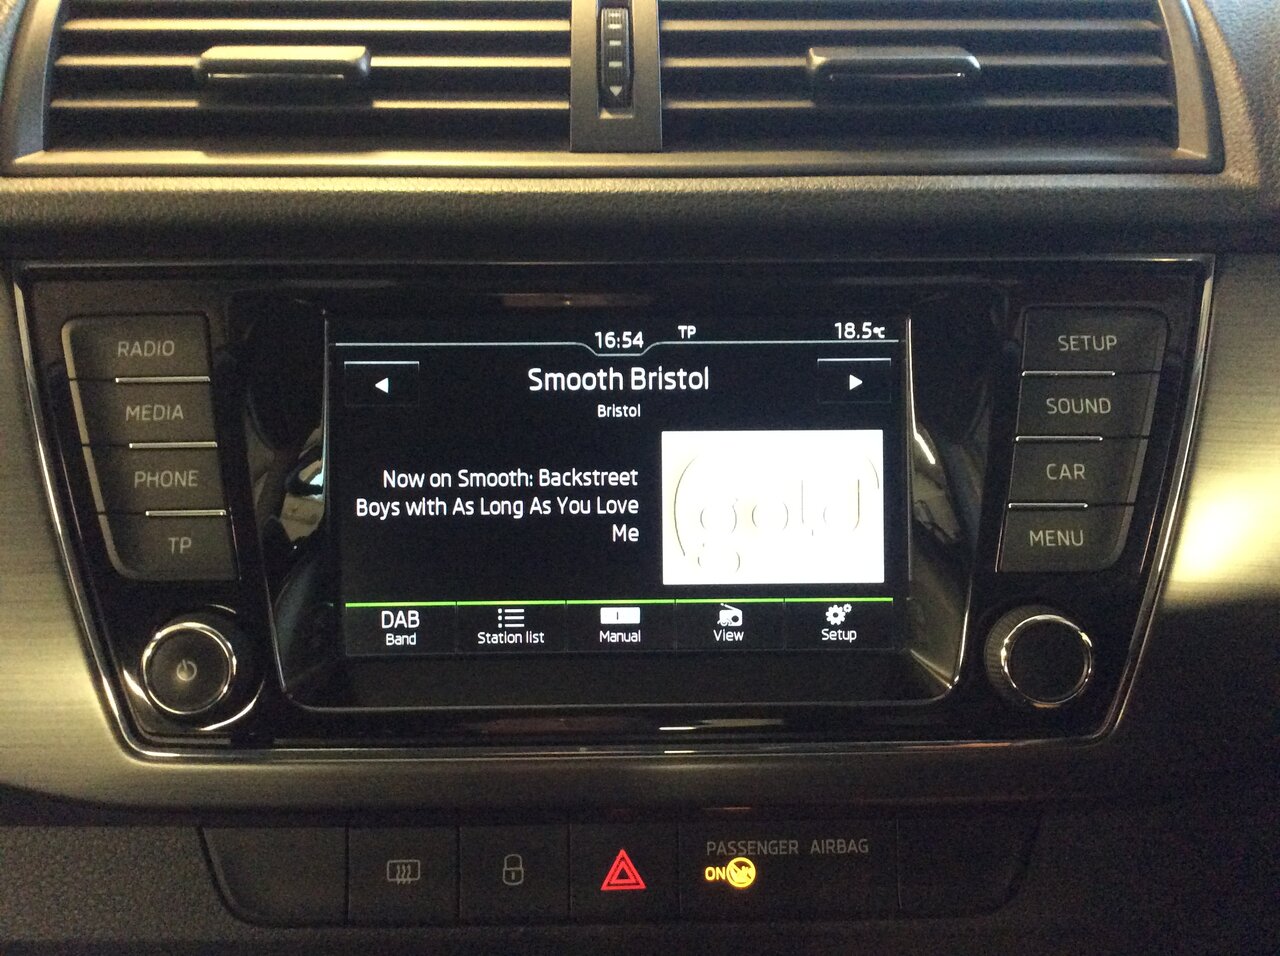 16:54
TP
18.5°C
RADIO
MEDIA
PHONE
TP
Smooth Bristol
Bristol
Now on Smooth: Backstreet
Boys with As Long As You Love
Me
gold
DAB
Band
Station list
Manual
View
Setup
SETUP
SOUND
CAR
MENU
PASSENGER AIRBAG
ON